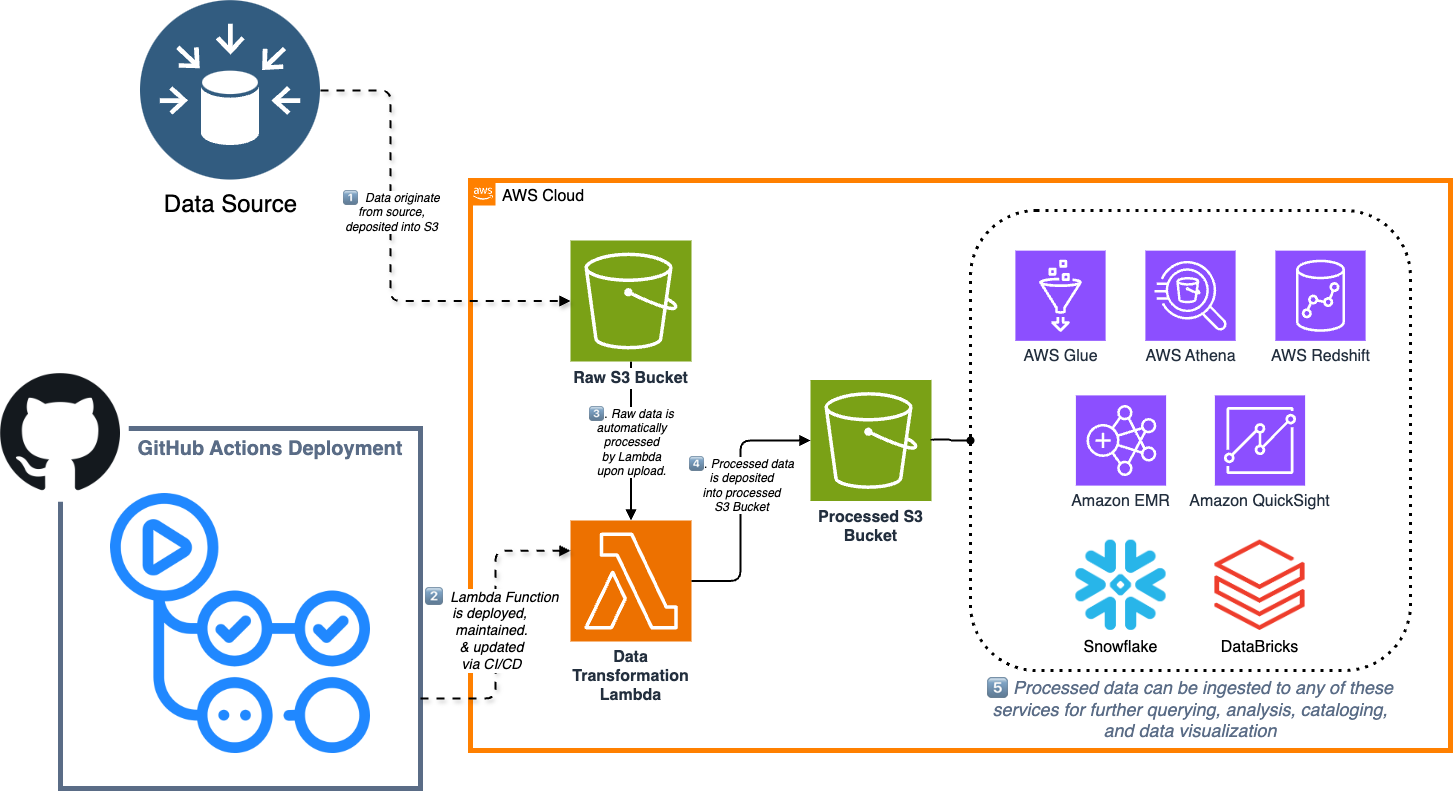 Data Source
1 Data originate
from source,
deposited into S3
aws
AWS Cloud
Raw S3 Bucket
3. Raw data is
automatically
processed
by Lambda
upon upload.
GitHub Actions Deployment
2 Lambda Function
is deployed,
maintained.
& updated
via CI/CD
Data
Transformation
Lambda
4. Processed data
is deposited
into processed
S3 Bucket
Processed S3
Bucket
AWS Glue
AWS Athena
AWS Redshift
Amazon EMR
Amazon QuickSight
Snowflake
DataBricks
5 Processed data can be ingested to any of these
services for further querying, analysis, cataloging,
and data visualization